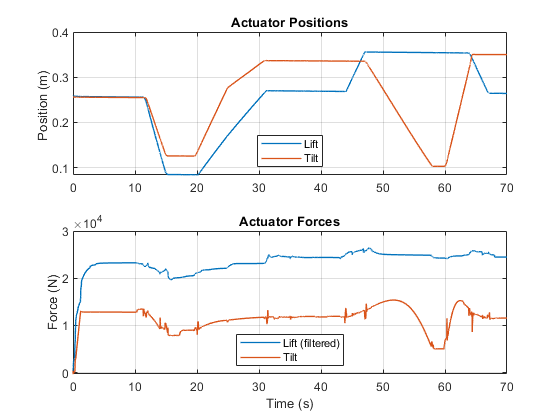 Actuator Positions
0.4
0.3
0.2
0.1
Position (m)
0 10 20 30 40 50 60 70
Lift
Tilt
Actuator Forces
×10⁴
3
2
1
0
Force (N)
0 10 20 30 40 50 60 70
Time (s)
Lift (filtered)
Tilt